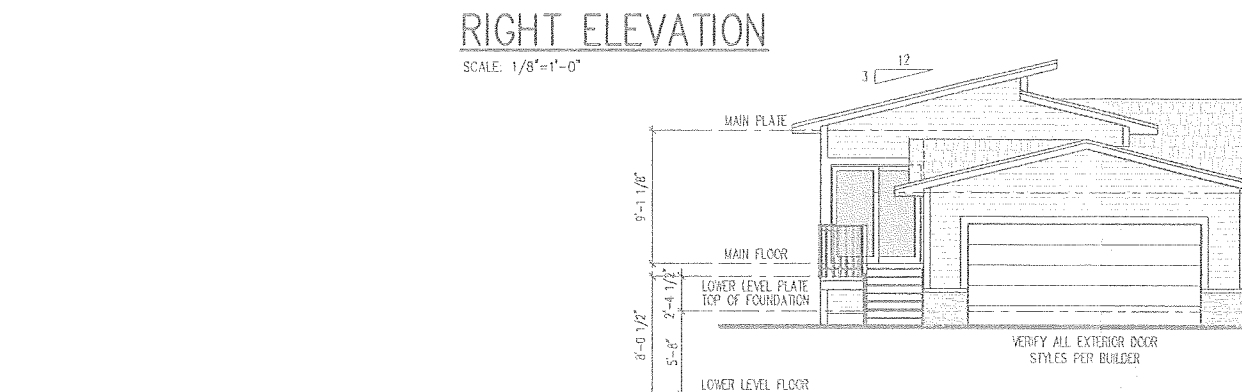 RIGHT ELEVATION
SCALE: 1/8"=1'-0"
12
3
MAIN PLATE
9'-1 1/8"
MAIN FLOOR
LOWER LEVEL PLATE
TOP OF FOUNDATION
2'-4 1/2"
8'-0 1/2"
5'-8"
VERIFY ALL EXTERIOR DOOR
STYLES PER BUILDER
LOWER LEVEL FLOOR